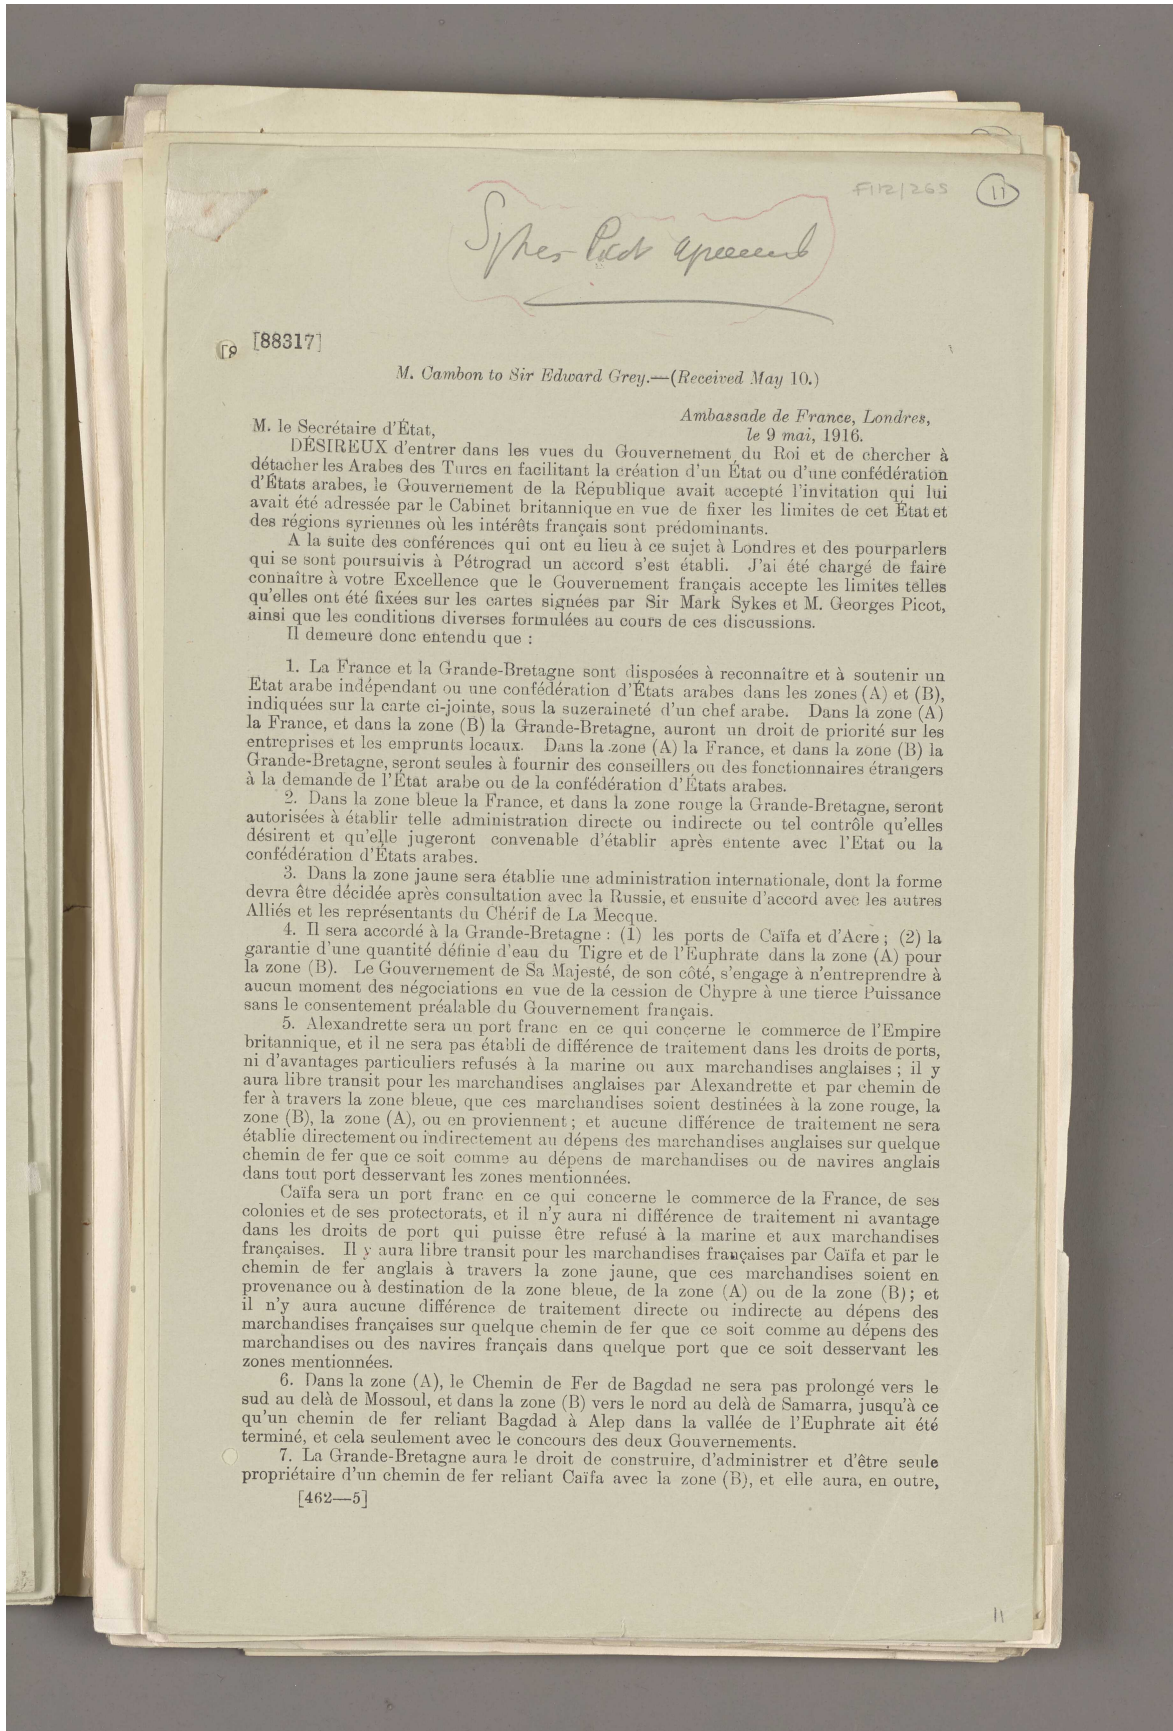 F112/265
11
Sykes-Picot agreement
[88317]
M. Cambon to Sir Edward Grey.—(Received May 10.)
Ambassade de France, Londres,
M. le Secrétaire d'État,
le 9 mai, 1916.
DÉSIREUX d'entrer dans les vues du Gouvernement du Roi et de chercher à
détacher les Arabes des Turcs en facilitant la création d'un État ou d'une confédération
d'États arabes, le Gouvernement de la République avait accepté l'invitation qui lui
avait été adressée par le Cabinet britannique en vue de fixer les limites de cet État et
des régions syriennes où les intérêts français sont prédominants.
A la suite des conférences qui ont eu lieu à ce sujet à Londres et des pourparlers
qui se sont poursuivis à Pétrograd un accord s'est établi. J'ai été chargé de faire
connaître à votre Excellence que le Gouvernement français accepte les limites telles
qu'elles ont été fixées sur les cartes signées par Sir Mark Sykes et M. Georges Picot,
ainsi que les conditions diverses formulées au cours de ces discussions.
Il demeure donc entendu que :
1. La France et la Grande-Bretagne sont disposées à reconnaître et à soutenir un
Etat arabe indépendant ou une confédération d'États arabes dans les zones (A) et (B),
indiquées sur la carte ci-jointe, sous la suzeraineté d'un chef arabe. Dans la zone (A)
la France, et dans la zone (B) la Grande-Bretagne, auront un droit de priorité sur les
entreprises et les emprunts locaux. Dans la zone (A) la France, et dans la zone (B) la
Grande-Bretagne, seront seules à fournir des conseillers ou des fonctionnaires étrangers
à la demande de l'État arabe ou de la confédération d'États arabes.
2. Dans la zone bleue la France, et dans la zone rouge la Grande-Bretagne, seront
autorisées à établir telle administration directe ou indirecte ou tel contrôle qu'elles
désirent et qu'elle jugeront convenable d'établir après entente avec l'Etat ou la
confédération d'États arabes.
3. Dans la zone jaune sera établie une administration internationale, dont la forme
devra être décidée après consultation avec la Russie, et ensuite d'accord avec les autres
Alliés et les représentants du Chérif de La Mecque.
4. Il sera accordé à la Grande-Bretagne : (1) les ports de Caïfa et d'Acre ; (2) la
garantie d'une quantité définie d'eau du Tigre et de l'Euphrate dans la zone (A) pour
la zone (B). Le Gouvernement de Sa Majesté, de son côté, s'engage à n'entreprendre à
aucun moment des négociations en vue de la cession de Chypre à une tierce Puissance
sans le consentement préalable du Gouvernement français.
5. Alexandrette sera un port franc en ce qui concerne le commerce de l'Empire
britannique, et il ne sera pas établi de différence de traitement dans les droits de ports,
ni d'avantages particuliers refusés à la marine ou aux marchandises anglaises ; il y
aura libre transit pour les marchandises anglaises par Alexandrette et par chemin de
fer à travers la zone bleue, que ces marchandises soient destinées à la zone rouge, la
zone (B), la zone (A), ou en proviennent ; et aucune différence de traitement ne sera
établie directement ou indirectement au dépens des marchandises anglaises sur quelque
chemin de fer que ce soit comme au dépens de marchandises ou de navires anglais
dans tout port desservant les zones mentionnées.
Caïfa sera un port franc en ce qui concerne le commerce de la France, de ses
colonies et de ses protectorats, et il n'y aura ni différence de traitement ni avantage
dans les droits de port qui puisse être refusé à la marine et aux marchandises
françaises. Il y aura libre transit pour les marchandises françaises par Caïfa et par le
chemin de fer anglais à travers la zone jaune, que ces marchandises soient en
provenance ou à destination de la zone bleue, de la zone (A) ou de la zone (B); et
il n'y aura aucune différence de traitement directe ou indirecte au dépens des
marchandises françaises sur quelque chemin de fer que ce soit comme au dépens des
marchandises ou des navires français dans quelque port que ce soit desservant les
zones mentionnées.
6. Dans la zone (A), le Chemin de Fer de Bagdad ne sera pas prolongé vers le
sud au delà de Mossoul, et dans la zone (B) vers le nord au delà de Samarra, jusqu'à ce
qu'un chemin de fer reliant Bagdad à Alep dans la vallée de l'Euphrate ait été
terminé, et cela seulement avec le concours des deux Gouvernements.
7. La Grande-Bretagne aura le droit de construire, d'administrer et d'être seule
propriétaire d'un chemin de fer reliant Caïfa avec la zone (B), et elle aura, en outre,
[462—5]
11